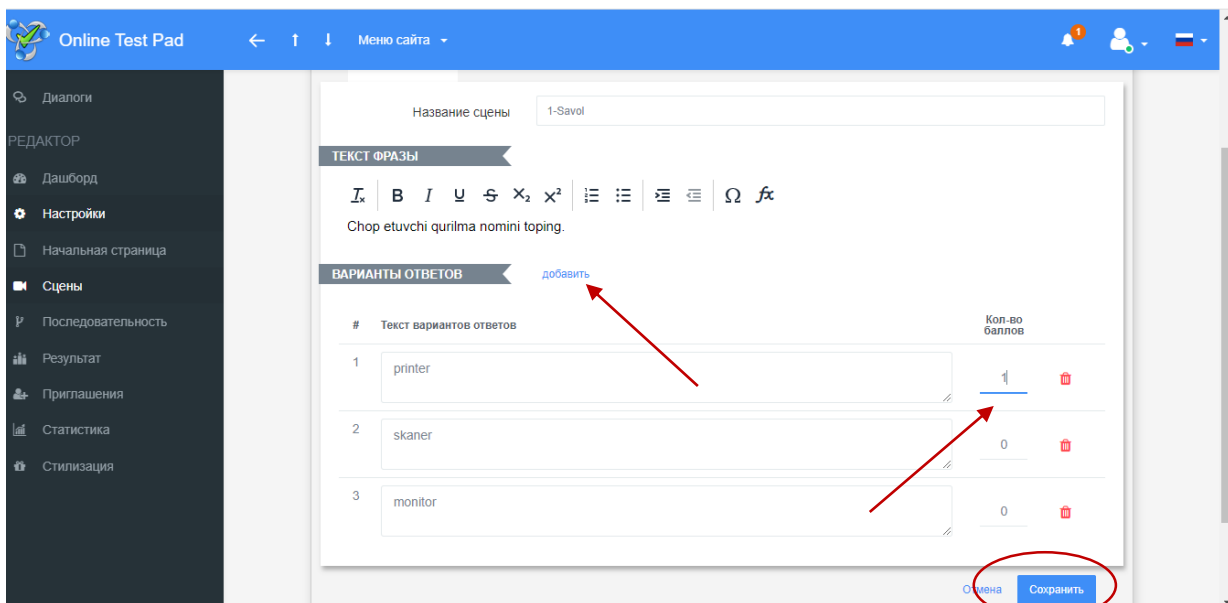 Online Test Pad
Меню сайта
1
Диалоги
РЕДАКТОР
Дашборд
Настройки
Начальная страница
Сцены
Последовательность
Результат
Приглашения
Статистика
Стилизация
Название сцены
1-Savol
ТЕКСТ ФРАЗЫ
Chop etuvchi qurilma nomini toping.
ВАРИАНТЫ ОТВЕТОВ добавить
# Текст вариантов ответов Кол-во баллов
1 printer 1
2 skaner 0
3 monitor 0
Отмена Сохранить